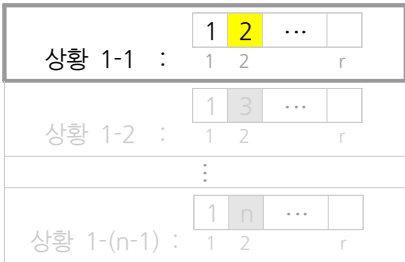 1 2 ···
상황 1-1 : 1 2 r
1 3 ···
상황 1-2 : 1 2 r
⋮
1 n ···
상황 1-(n-1) : 1 2 r